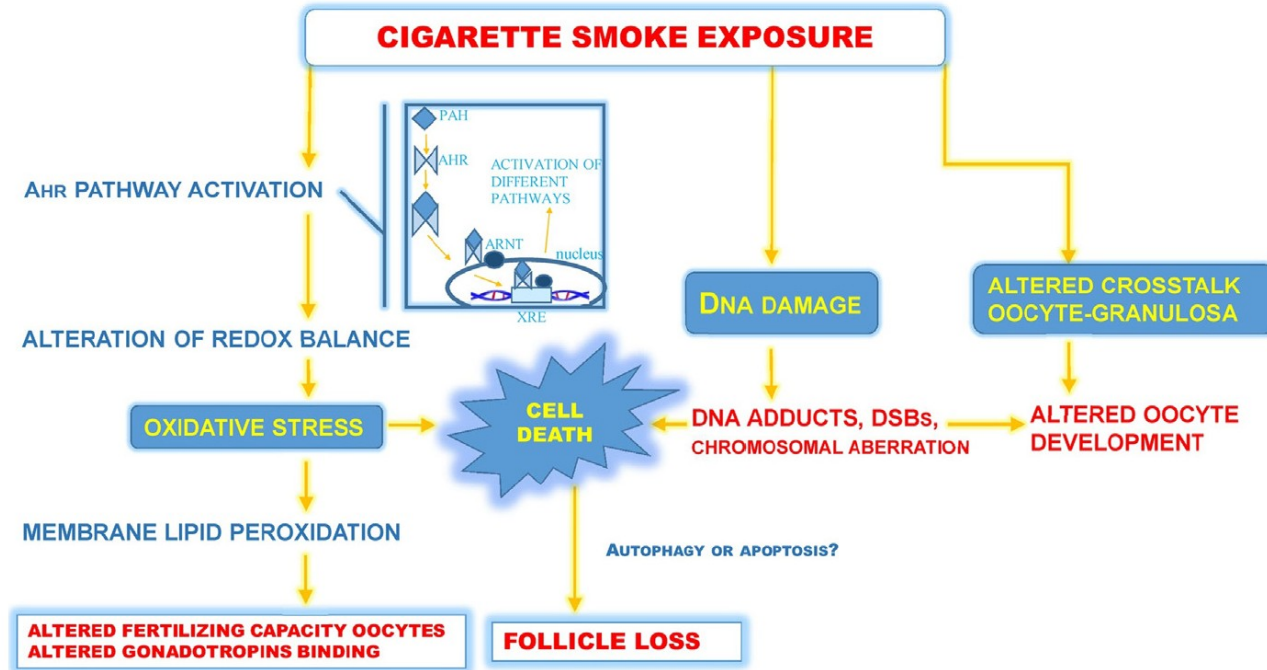 CIGARETTE SMOKE EXPOSURE
PAH
AHR
ACTIVATION OF
DIFFERENT
PATHWAYS
ARNT
nucleus
XRE
AHR PATHWAY ACTIVATION
DNA DAMAGE
ALTERED CROSSTALK
OOCYTE-GRANULOSA
ALTERATION OF REDOX BALANCE
OXIDATIVE STRESS
CELL
DEATH
DNA ADDUCTS, DSBs,
CHROMOSOMAL ABERRATION
ALTERED OOCYTE
DEVELOPMENT
MEMBRANE LIPID PEROXIDATION
AUTOPHAGY OR APOPTOSIS?
ALTERED FERTILIZING CAPACITY OOCYTES
ALTERED GONADOTROPINS BINDING
FOLLICLE LOSS